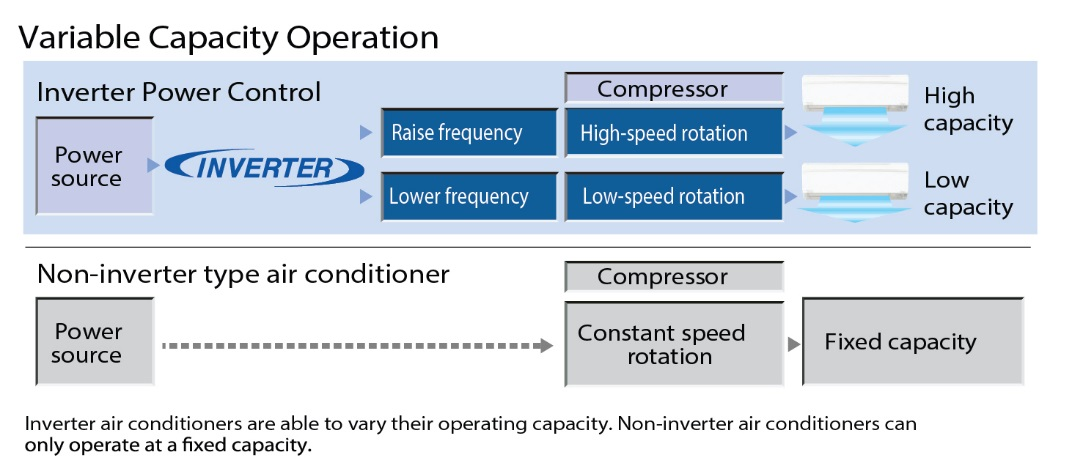 Variable Capacity Operation
Inverter Power Control
Power
source
INVERTER
Raise frequency
Lower frequency
Compressor
High-speed rotation
Low-speed rotation
High
capacity
Low
capacity
Non-inverter type air conditioner
Power
source
Compressor
Constant speed
rotation
Fixed capacity
Inverter air conditioners are able to vary their operating capacity. Non-inverter air conditioners can
only operate at a fixed capacity.